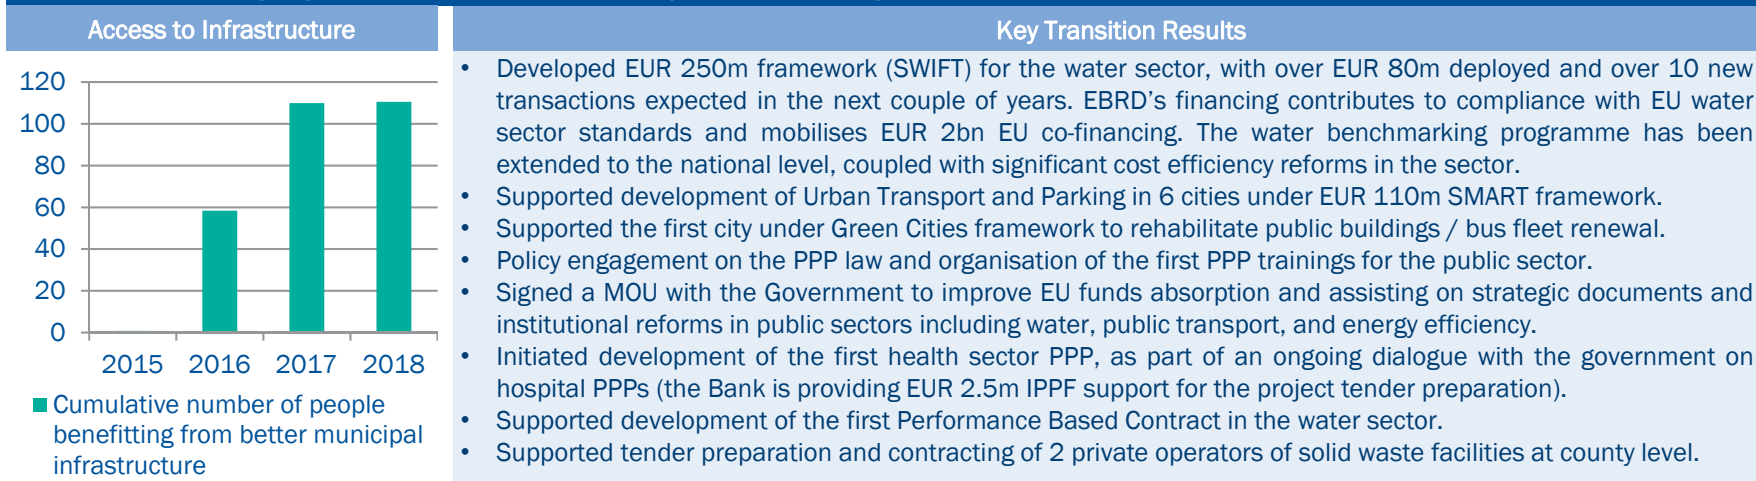 Access to Infrastructure
120
100
80
60
40
20
0
2015 2016 2017 2018
Cumulative number of people
benefitting from better municipal
infrastructure
Key Transition Results
• Developed EUR 250m framework (SWIFT) for the water sector, with over EUR 80m deployed and over 10 new
transactions expected in the next couple of years. EBRD's financing contributes to compliance with EU water
sector standards and mobilises EUR 2bn EU co-financing. The water benchmarking programme has been
extended to the national level, coupled with significant cost efficiency reforms in the sector.
• Supported development of Urban Transport and Parking in 6 cities under EUR 110m SMART framework.
• Supported the first city under Green Cities framework to rehabilitate public buildings / bus fleet renewal.
• Policy engagement on the PPP law and organisation of the first PPP trainings for the public sector.
• Signed a MOU with the Government to improve EU funds absorption and assisting on strategic documents and
institutional reforms in public sectors including water, public transport, and energy efficiency.
• Initiated development of the first health sector PPP, as part of an ongoing dialogue with the government on
hospital PPPs (the Bank is providing EUR 2.5m IPPF support for the project tender preparation).
• Supported development of the first Performance Based Contract in the water sector.
• Supported tender preparation and contracting of 2 private operators of solid waste facilities at county level.